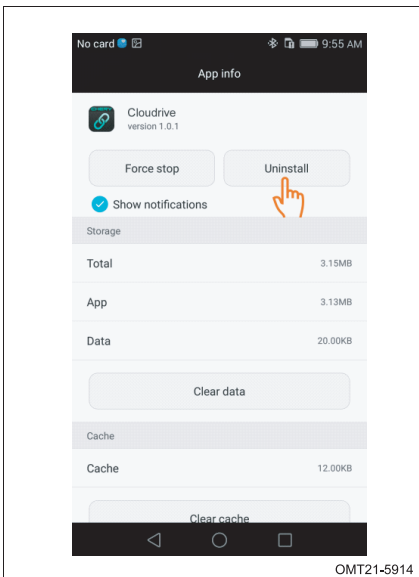 No card 9:55 AM
App info
Cloudrive
version 1.0.1
Force stop Uninstall
Show notifications
Storage
Total 3.15MB
App 3.13MB
Data 20.00KB
Clear data
Cache
Cache 12.00KB
Clear cache
OMT21-5914